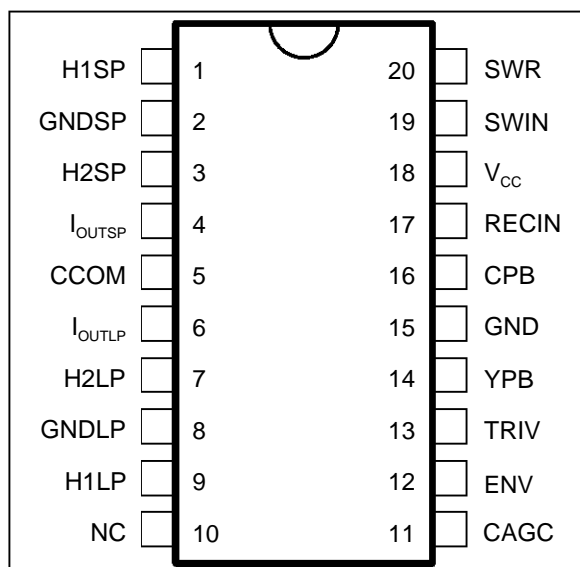 H1SP 1 20 SWR
GNDSP 2 19 SWIN
H2SP 3 18 VCC
IOUTSP 4 17 RECIN
CCOM 5 16 CPB
IOUTLP 6 15 GND
H2LP 7 14 YPB
GNDLP 8 13 TRIV
H1LP 9 12 ENV
NC 10 11 CAGC